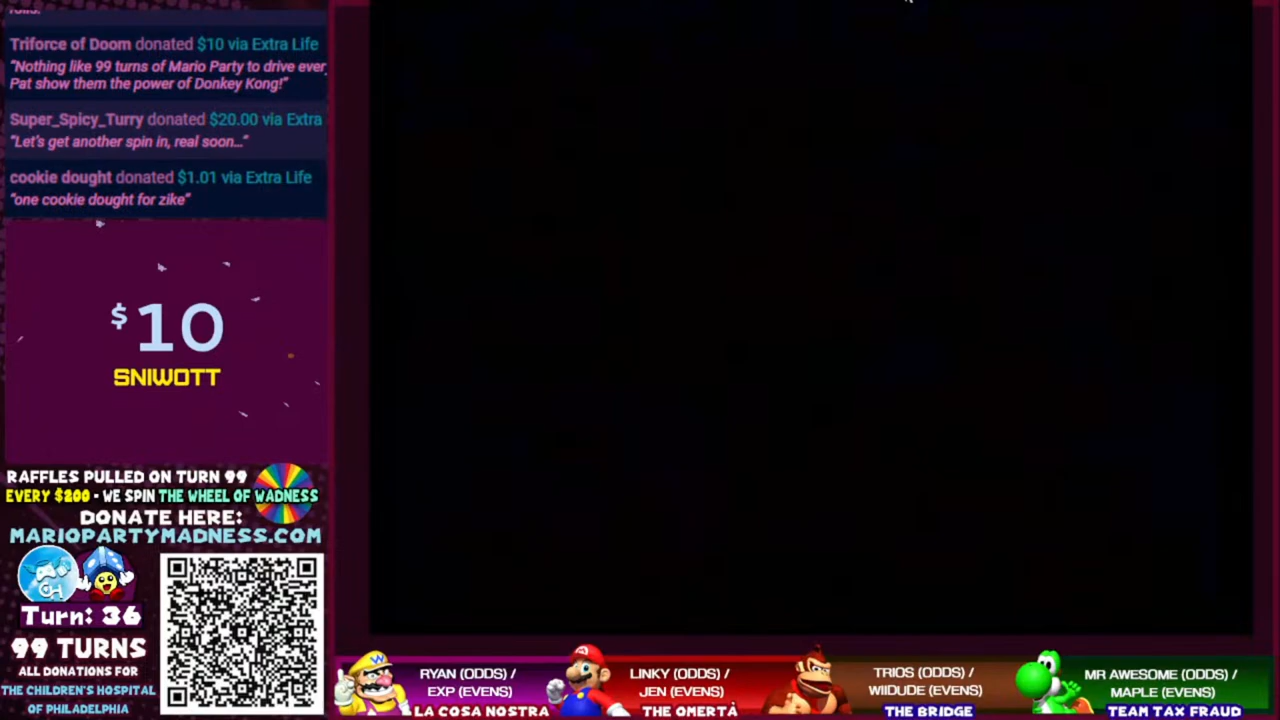 Triforce of Doom donated $10 via Extra Life
"Nothing like 99 turns of Mario Party to drive
Pat show them the power of Donkey Kong!"
Super_Spicy_Turry donated $20.00 via Extra
"Let's get another spin in, real soon..."
cookie dought donated $1.01 via Extra Life
"one cookie dought for zike"
$10
SNIWOTT
RAFFLES PULLED ON TURN 99
EVERY $200 - WE SPIN THE WHEEL OF WADNESS
DONATE HERE:
MARIOPARTYMADNESS.COM
Turn: 36
99 TURNS
ALL DONATIONS FOR
THE CHILDREN'S HOSPITAL
OF PHILADELPHIA
RYAN (ODDS) /
EXP (EVENS)
LA COSA NOSTRA
LINKY (ODDS) /
JEN (EVENS)
THE OMERTÀ
TRIOS (ODDS) /
WIIDUDE (EVENS)
THE BRIDGE
MR AWESOME (ODDS) /
MAPLE (EVENS)
TEAM TAX FRAUD